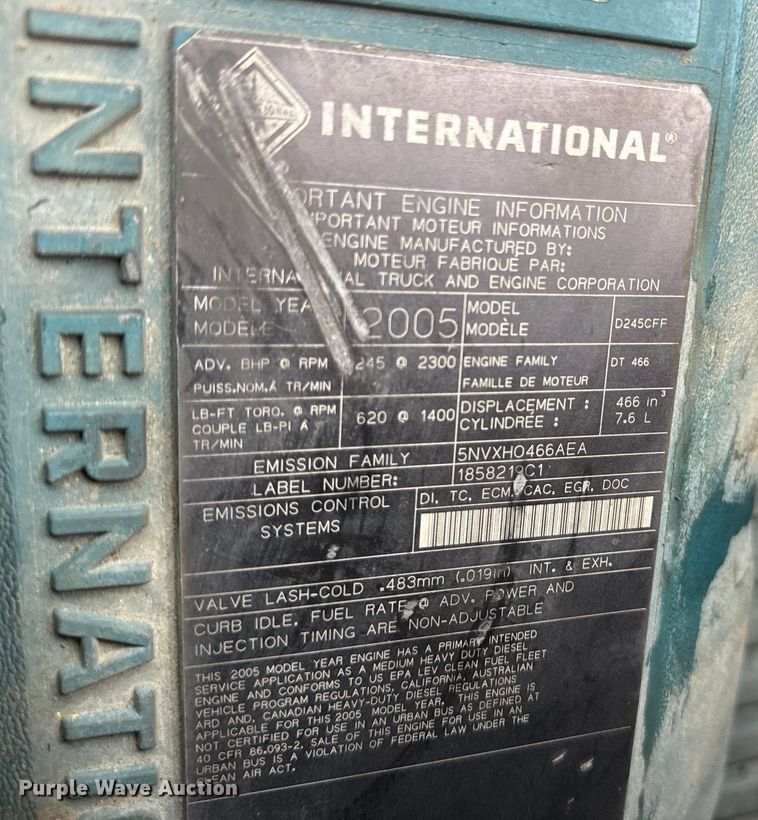 INTERNATIO
INTERNATIONAL®
ORTANT ENGINE INFORMATION
MPORTANT MOTEUR INFORMATIONS
ENGINE MANUFACTURED BY:
MOTEUR FABRIQUÉ PAR:
INTERNATIONAL TRUCK AND ENGINE CORPORATION
MODEL YEAR 2005 MODEL D245CFF
MODÈLE MODÈLE
ADV. BHP @ RPM 245 @ 2300 ENGINE FAMILY DT 466
PUISS.NOM.À TR/MIN FAMILLE DE MOTEUR
LB-FT TORQ. @ RPM 620 @ 1400 DISPLACEMENT : 466 in³
COUPLE LB-PI À CYLINDRÉE : 7.6 L
TR/MIN
EMISSION FAMILY 5NVXH0466AEA
LABEL NUMBER: 1858219C1
EMISSIONS CONTROL SYSTEMS DI, TC, ECM, CAC, EGR, DOC
VALVE LASH-COLD .483mm (.019in) INT. & EXH.
CURB IDLE, FUEL RATE @ ADV. POWER AND
INJECTION TIMING ARE NON-ADJUSTABLE
THIS 2005 MODEL YEAR ENGINE HAS A PRIMARY INTENDED
SERVICE APPLICATION AS A MEDIUM HEAVY DUTY DIESEL
ENGINE AND CONFORMS TO US EPA LEV CLEAN FUEL FLEET
VEHICLE PROGRAM REGULATIONS, CALIFORNIA, AUSTRALIAN
ARD AND, CANADIAN HEAVY-DUTY DIESEL REGULATIONS
APPLICABLE FOR THIS 2005 MODEL YEAR. THIS ENGINE IS
NOT CERTIFIED FOR USE IN AN URBAN BUS AS DEFINED IN
40 CFR 86.093-2. SALE OF THIS ENGINE FOR USE IN AN
URBAN BUS IS A VIOLATION OF FEDERAL LAW UNDER THE
CLEAN AIR ACT.
Purple Wave Auction